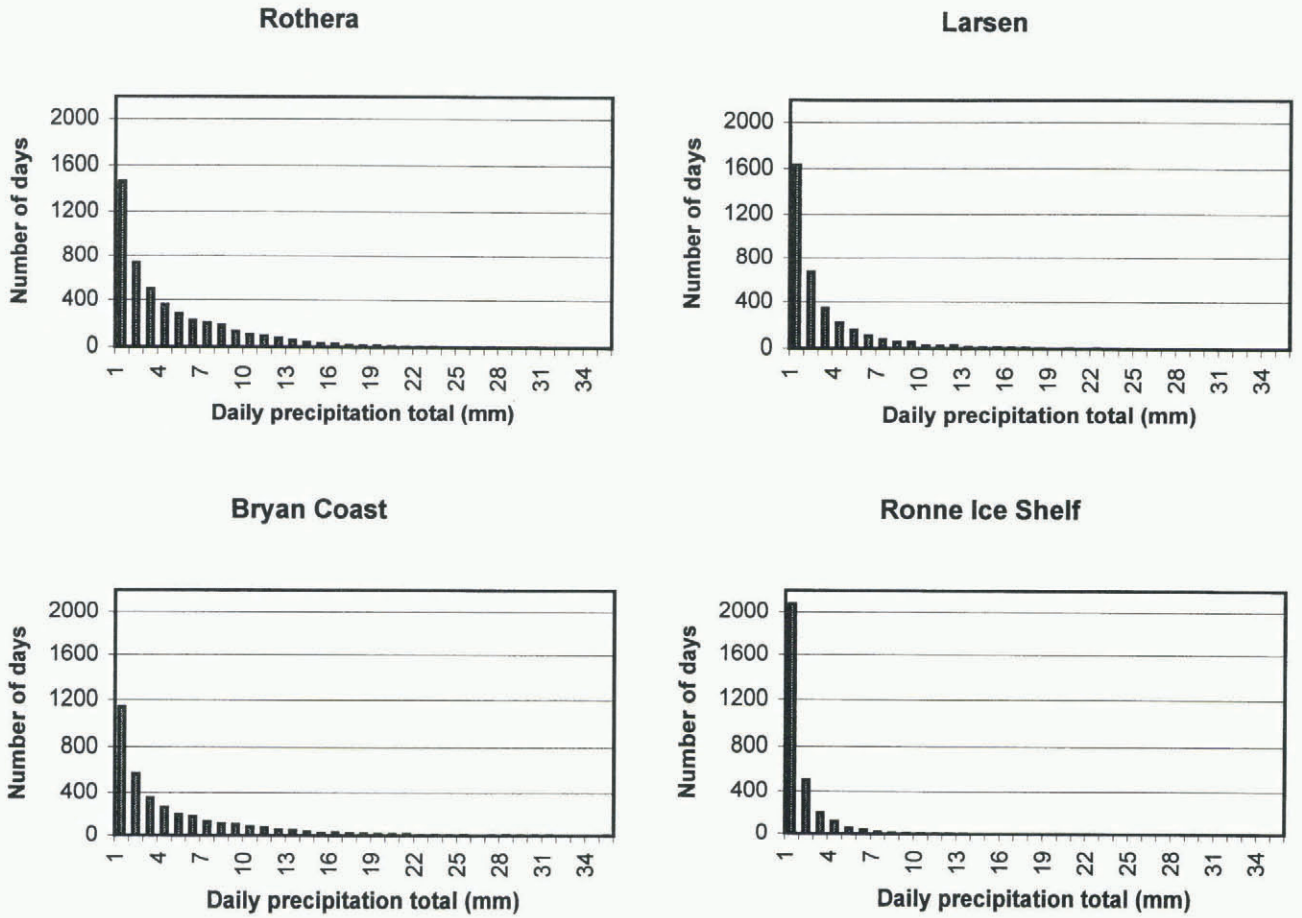 Rothera
Number of days
2000
1600
1200
800
400
0
1 4 7 10 13 16 19 22 25 28 31 34
Daily precipitation total (mm)
Larsen
Number of days
2000
1600
1200
800
400
0
1 4 7 10 13 16 19 22 25 28 31 34
Daily precipitation total (mm)
Bryan Coast
Number of days
2000
1600
1200
800
400
0
1 4 7 10 13 16 19 22 25 28 31 34
Daily precipitation total (mm)
Ronne Ice Shelf
Number of days
2000
1600
1200
800
400
0
1 4 7 10 13 16 19 22 25 28 31 34
Daily precipitation total (mm)